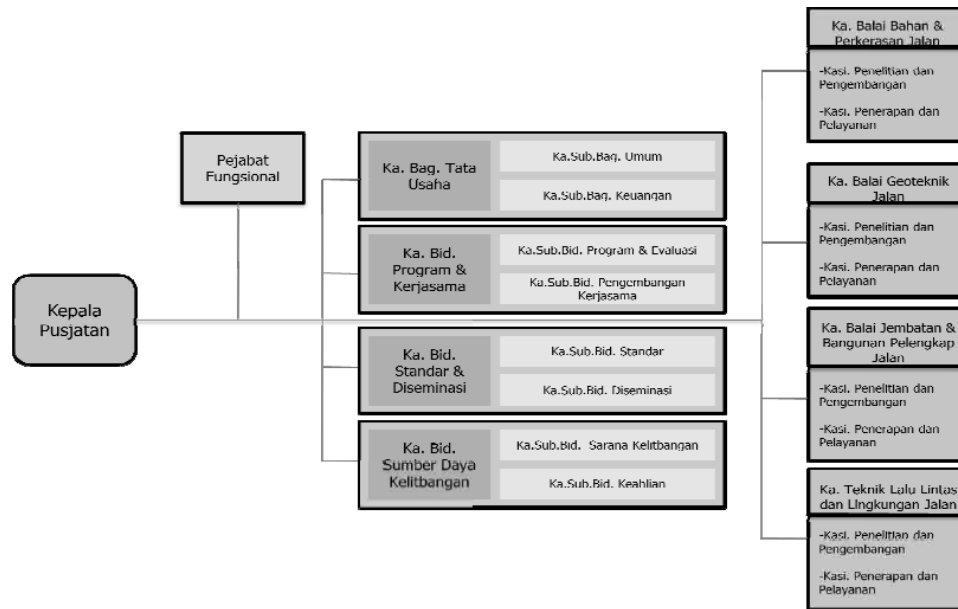 Kepala
Pusjatan
Pejabat
Fungsional
Ka. Bag. Tata
Usaha
Ka.Sub.Bag. Umum
Ka.Sub.Bag. Keuangan
Ka. Bid.
Program &
Kerjasama
Ka.Sub.Bid. Program & Evaluasi
Ka.Sub.Bid. Pengembangan
Kerjasama
Ka. Bid.
Standar &
Diseminasi
Ka.Sub.Bid. Standar
Ka.Sub.Bid. Diseminasi
Ka. Bid.
Sumber Daya
Kelitbangan
Ka.Sub.Bid. Sarana Kelitbangan
Ka.Sub.Bid. Keahlian
Ka. Balai Bahan &
Perkerasan Jalan
-Kasi. Penelitian dan
Pengembangan
-Kasi. Penerapan dan
Pelayanan
Ka. Balai Geoteknik
Jalan
-Kasi. Penelitian dan
Pengembangan
-Kasi. Penerapan dan
Pelayanan
Ka. Balai Jembatan &
Bangunan Pelengkap
Jalan
-Kasi. Penelitian dan
Pengembangan
-Kasi. Penerapan dan
Pelayanan
Ka. Teknik Lalu Lintas
dan Lingkungan Jalan
-Kasi. Penelitian dan
Pengembangan
-Kasi. Penerapan dan
Pelayanan